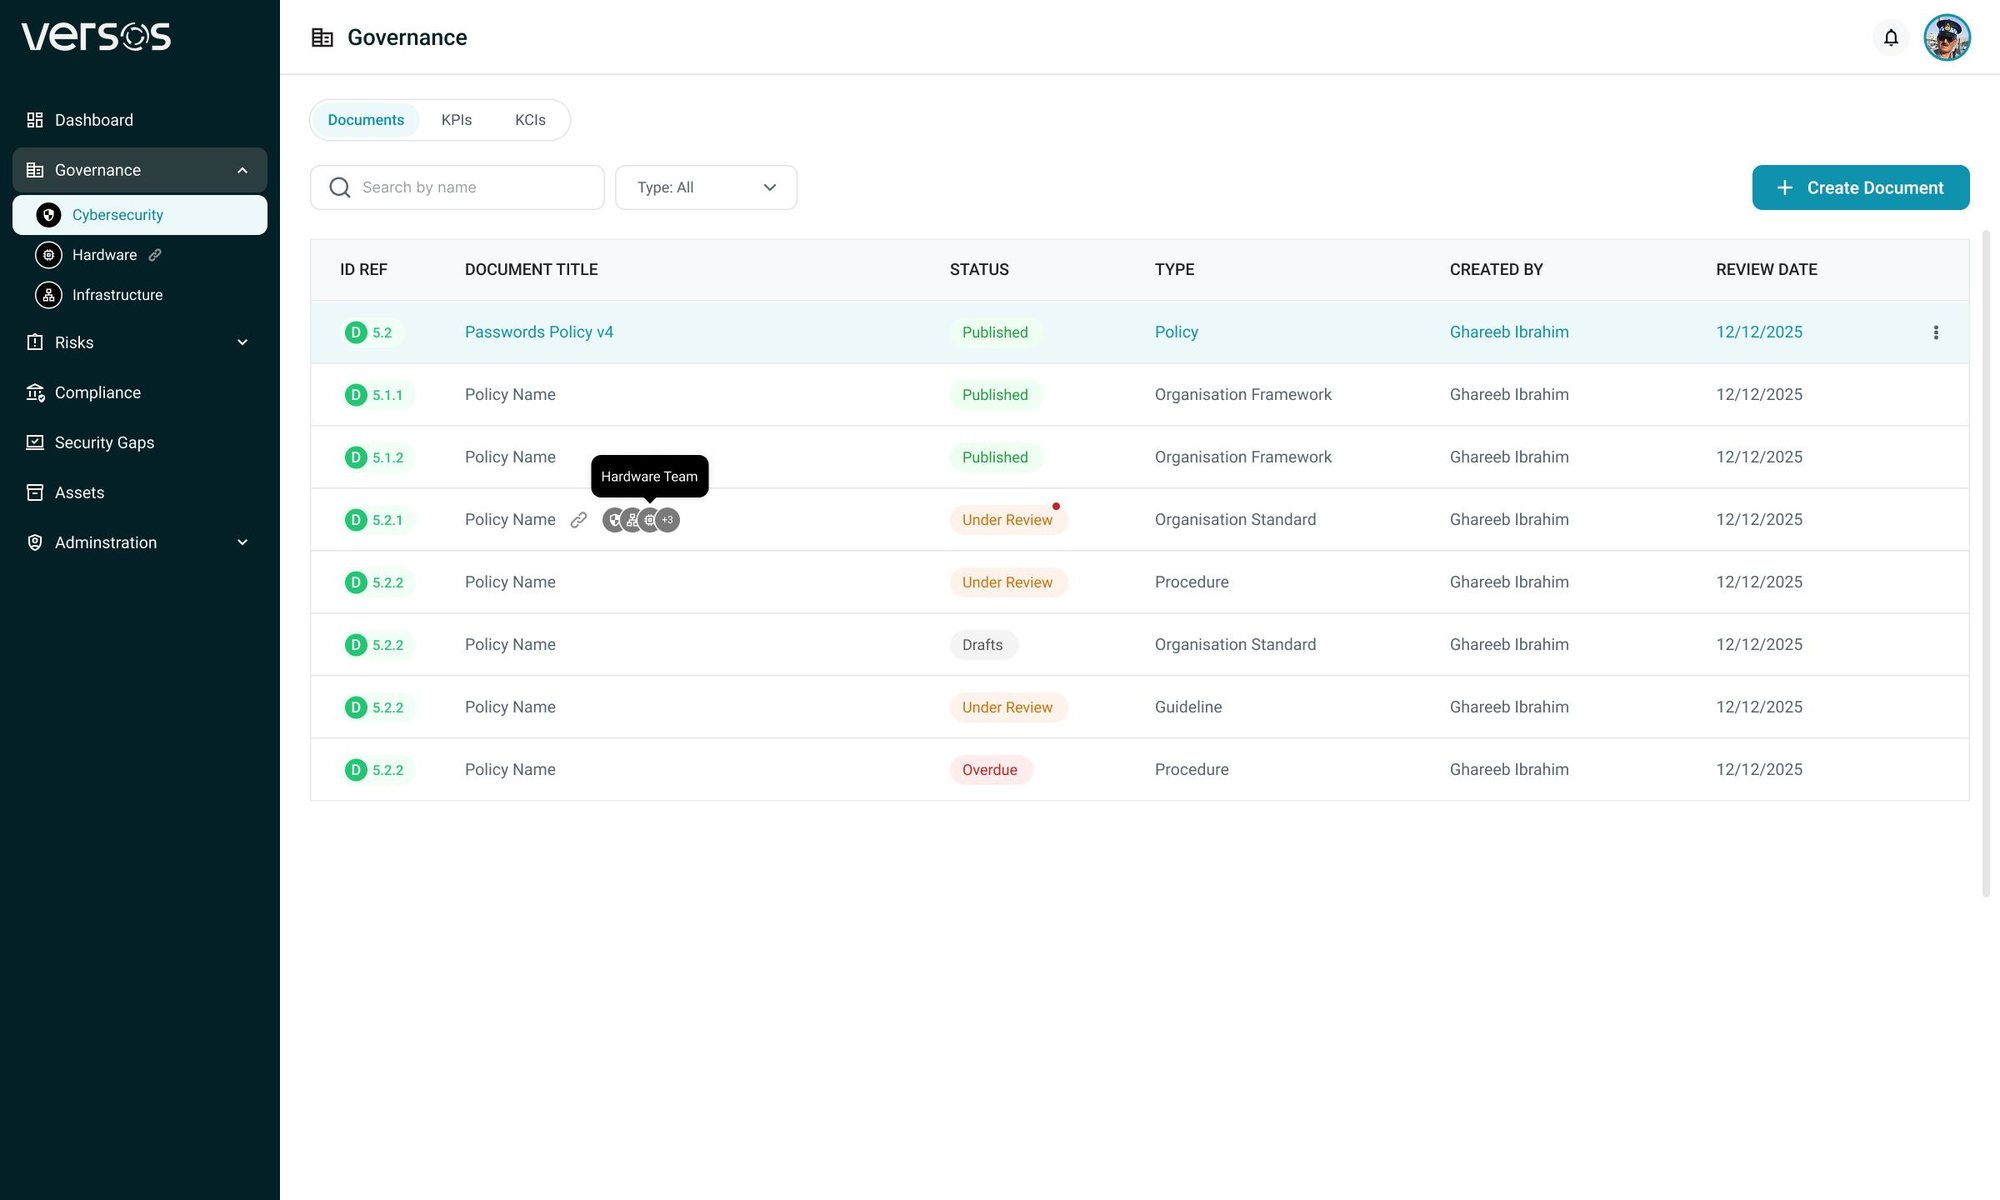 versos
Governance
Dashboard
Governance
Cybersecurity
Hardware
Infrastructure
Risks
Compliance
Security Gaps
Assets
Adminstration
Documents KPIs KCIs
Search by name Type: All + Create Document
ID REF DOCUMENT TITLE STATUS TYPE CREATED BY REVIEW DATE
D 5.2 Passwords Policy v4 Published Policy Ghareeb Ibrahim 12/12/2025
D 5.1.1 Policy Name Published Organisation Framework Ghareeb Ibrahim 12/12/2025
D 5.1.2 Policy Name Published Organisation Framework Ghareeb Ibrahim 12/12/2025
Hardware Team
D 5.2.1 Policy Name +3 Under Review Organisation Standard Ghareeb Ibrahim 12/12/2025
D 5.2.2 Policy Name Under Review Procedure Ghareeb Ibrahim 12/12/2025
D 5.2.2 Policy Name Drafts Organisation Standard Ghareeb Ibrahim 12/12/2025
D 5.2.2 Policy Name Under Review Guideline Ghareeb Ibrahim 12/12/2025
D 5.2.2 Policy Name Overdue Procedure Ghareeb Ibrahim 12/12/2025